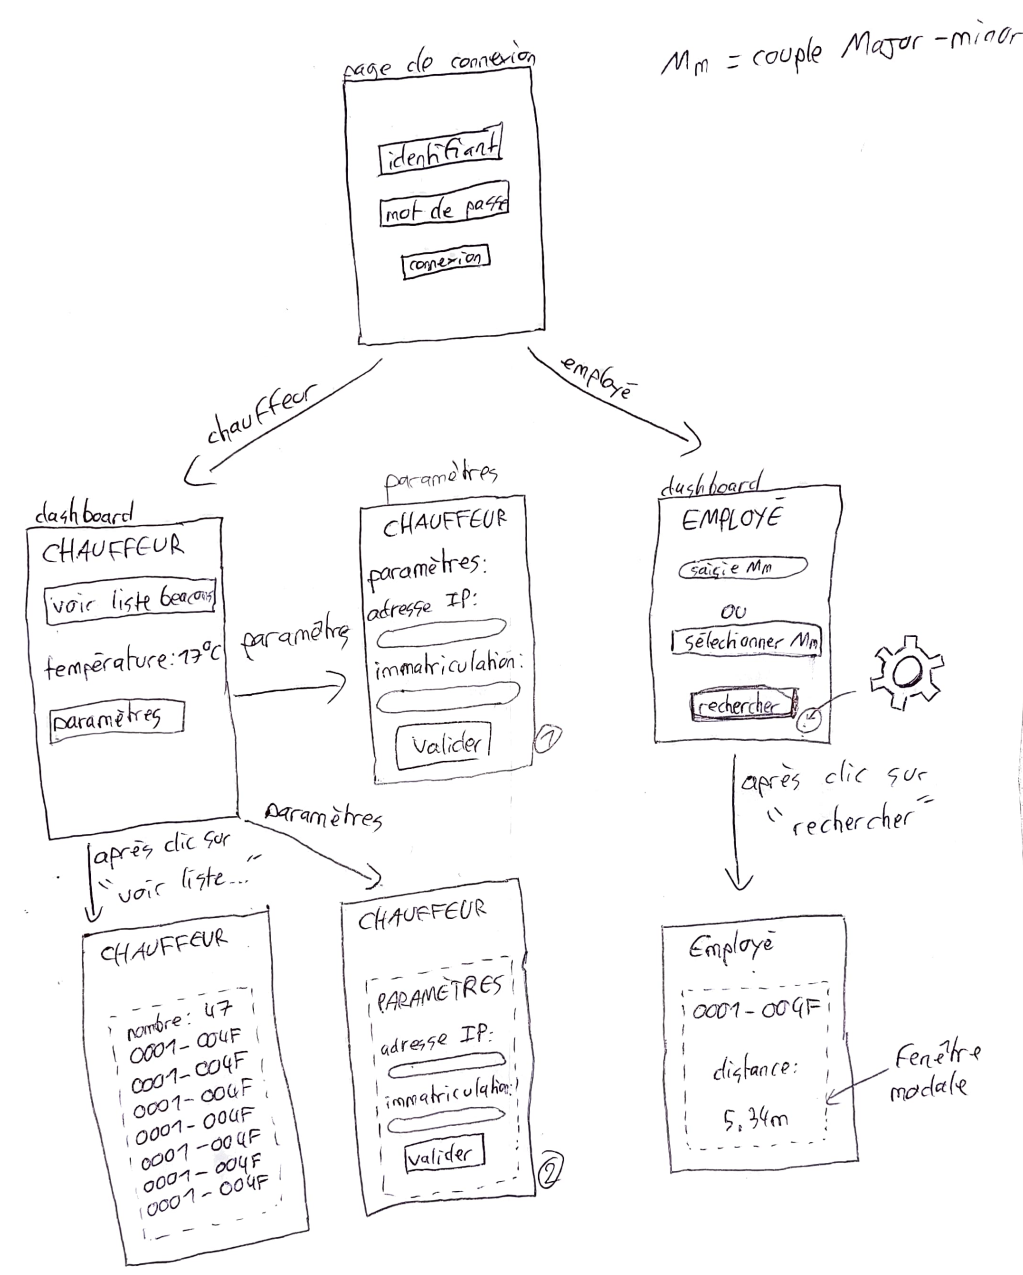 Mm = couple Major-minor
page de connexion
identifiant
mot de passe
connexion
chauffeur
employé
dashboard
CHAUFFEUR
voir liste beacons
température: 17°C
paramètres
paramètres
paramètres
CHAUFFEUR
paramètres:
adresse IP:
immatriculation:
valider
1
dashboard
EMPLOYÉ
saisie Mm
OU
sélectionner Mm
rechercher
après clic sur
"rechercher"
après clic sur
"voir liste..."
paramètres
CHAUFFEUR
nombre: 47
0001-004F
0001-004F
0001-004F
0001-004F
0001-004F
0001-004F
0001-004F
CHAUFFEUR
PARAMÈTRES
adresse IP:
immatriculation:
valider
2
Employé
0001-004F
distance:
5.34m
Fenêtre
modale